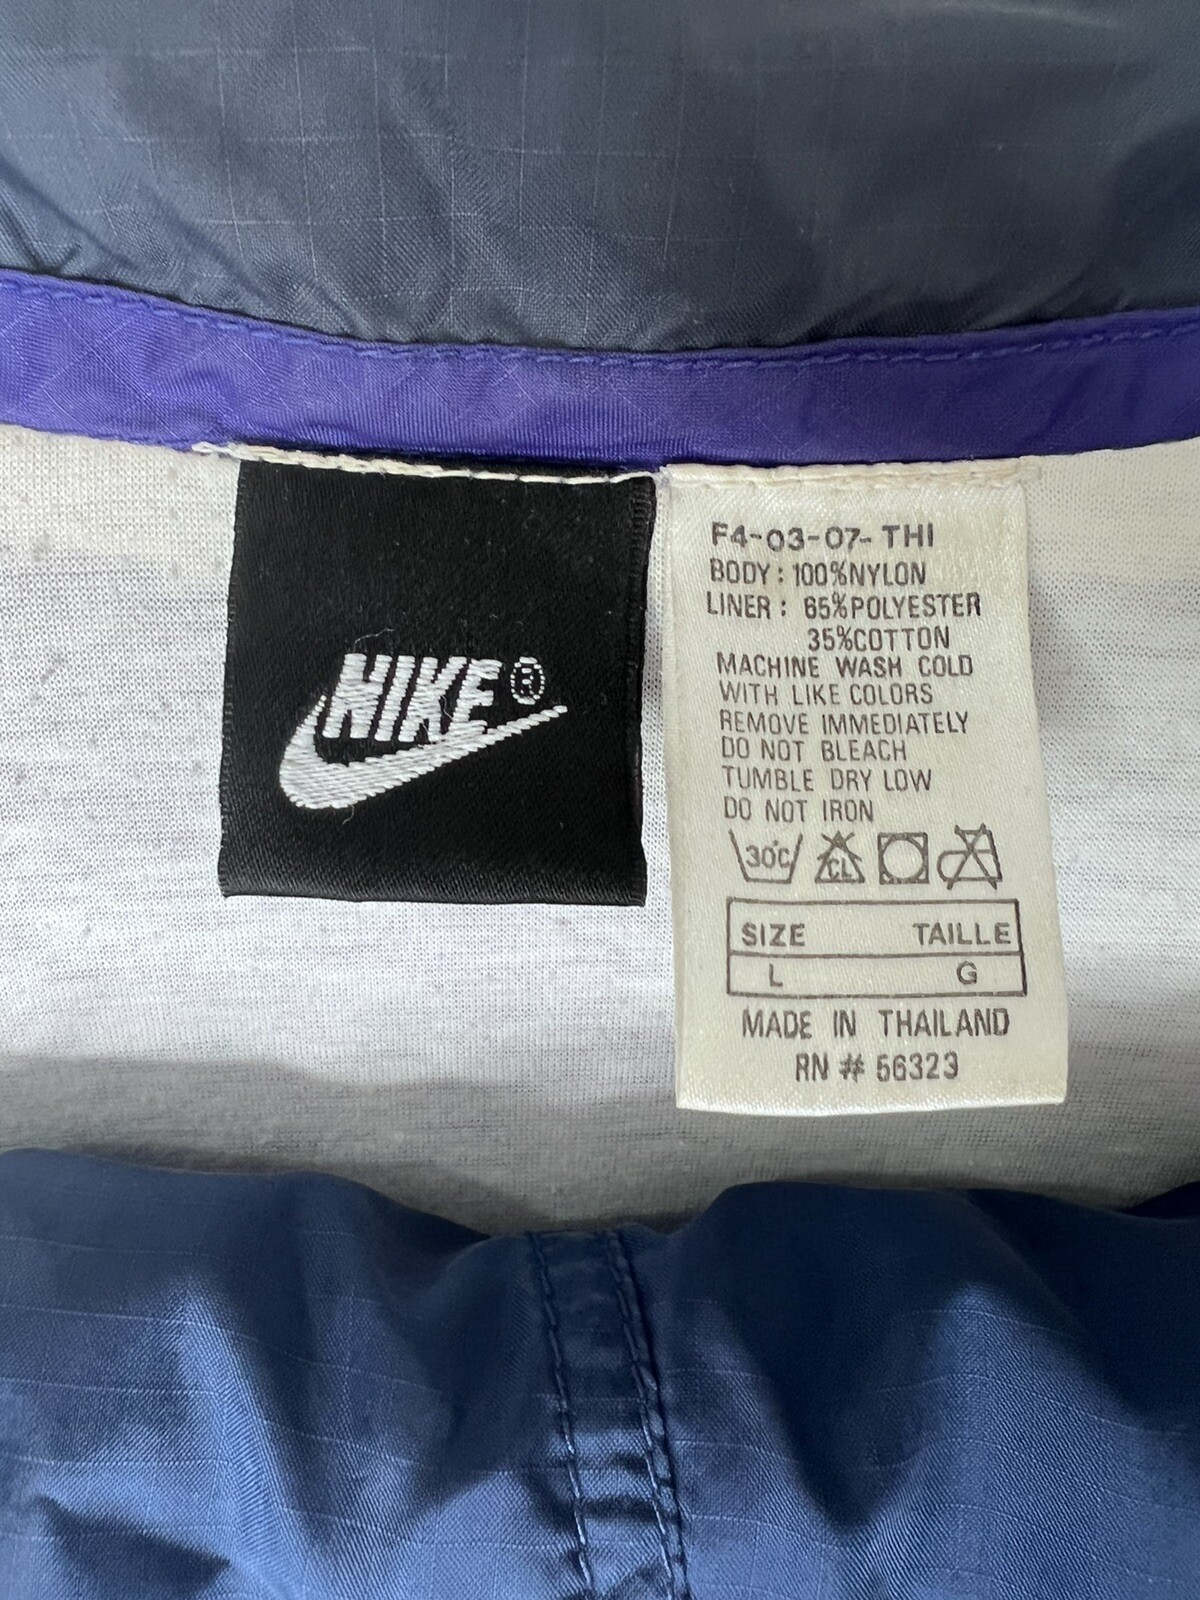 NIKE®
F4-03-07-THI
BODY: 100%NYLON
LINER: 65%POLYESTER
35%COTTON
MACHINE WASH COLD
WITH LIKE COLORS
REMOVE IMMEDIATELY
DO NOT BLEACH
TUMBLE DRY LOW
DO NOT IRON
30°C CL
SIZE TAILLE
L G
MADE IN THAILAND
RN # 56323